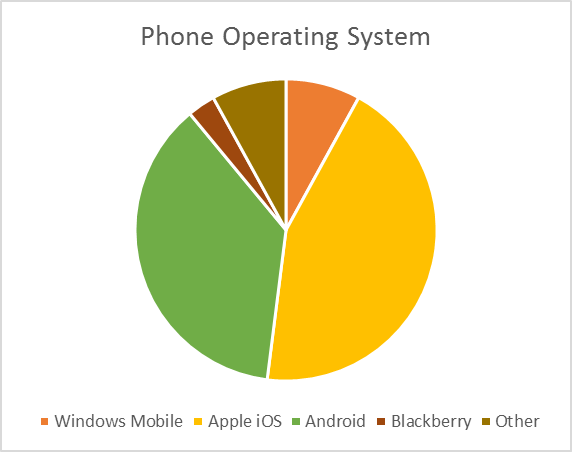 Phone Operating System
Windows Mobile Apple iOS Android Blackberry Other